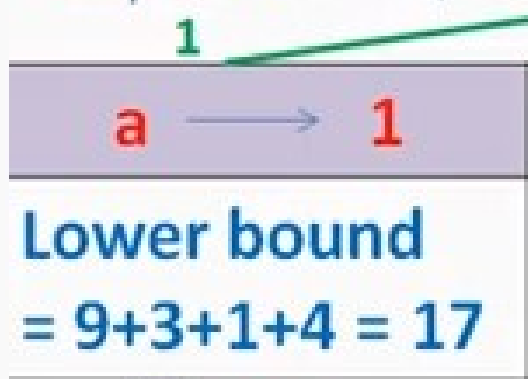 1
a → 1
Lower bound
= 9+3+1+4 = 17